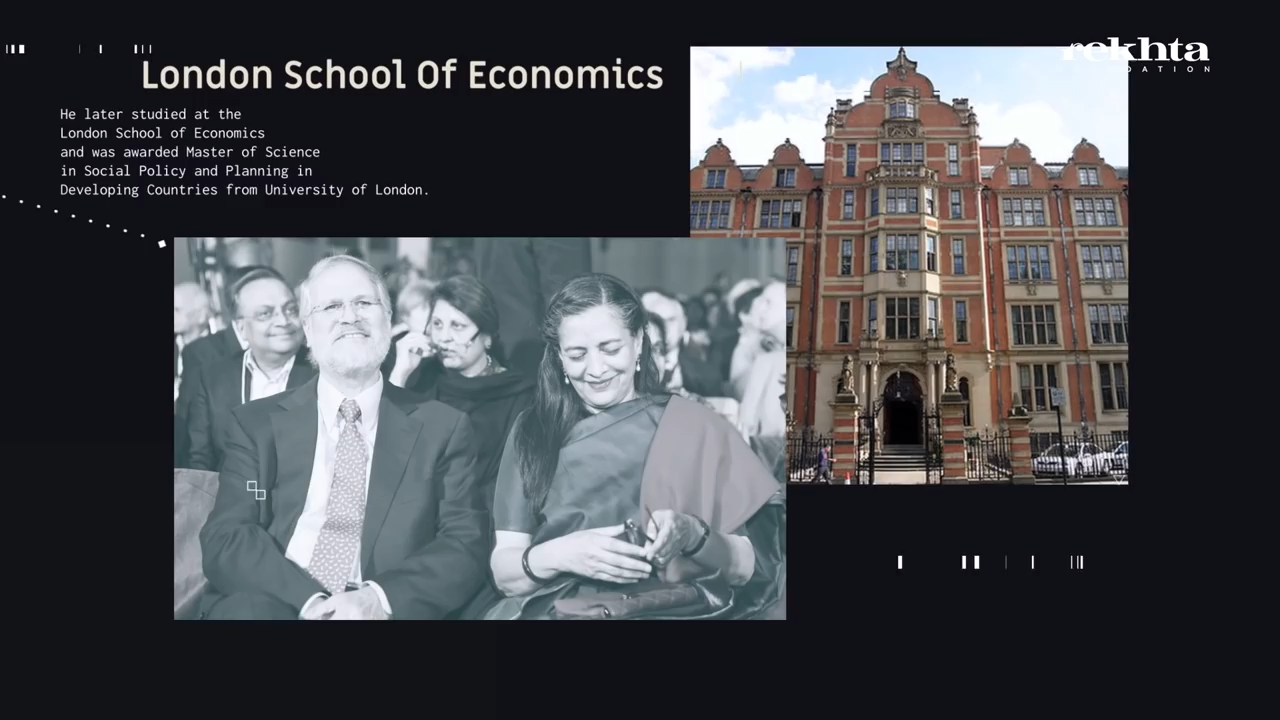 London School Of Economics
rekhta
DATION
He later studied at the
London School of Economics
and was awarded Master of Science
in Social Policy and Planning in
Developing Countries from University of London.